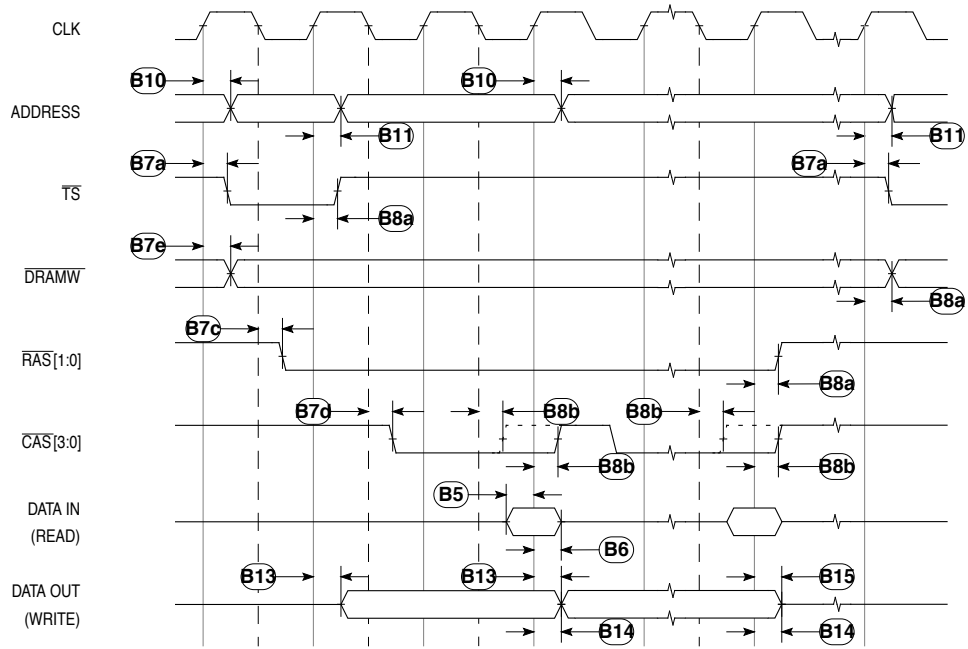 CLK
B10 B10
ADDRESS
B11 B11
B7a B7a
TS
B8a
B7e
DRAMW
B8a
B7c
RAS[1:0]
B8a
B7d B8b B8b
CAS[3:0]
B8b B8b
B5
DATA IN
(READ)
B6
B13 B13 B15
DATA OUT
(WRITE)
B14 B14